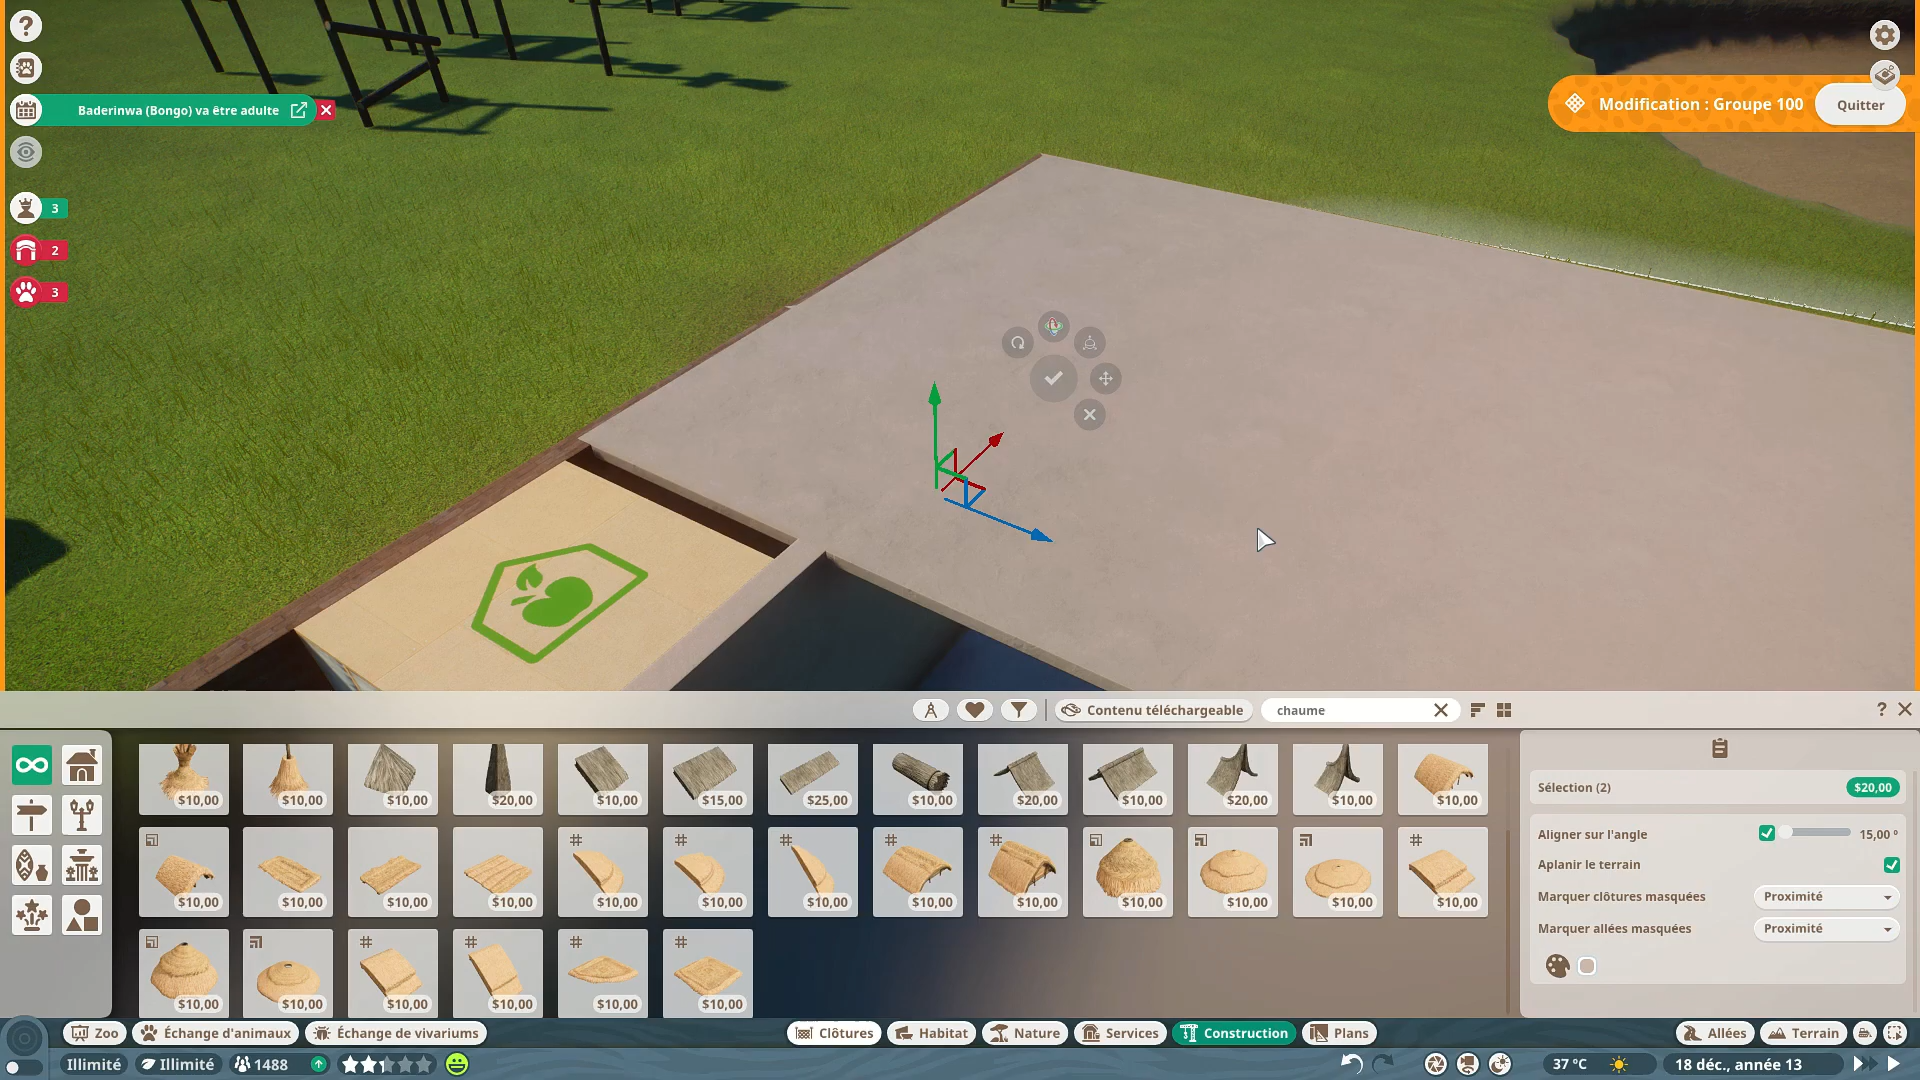 ?
Baderinwa (Bongo) va être adulte
3
2
3
Modification : Groupe 100
Quitter
Contenu téléchargeable
chaume
?
$10,00 $10,00 $10,00 $20,00 $10,00 $15,00 $25,00 $10,00 $20,00 $10,00 $20,00 $10,00 $10,00
$10,00 $10,00 $10,00 $10,00 $10,00 $10,00 $10,00 $10,00 $10,00 $10,00 $10,00 $10,00 $10,00
$10,00 $10,00 $10,00 $10,00 $10,00 $10,00
Sélection (2) $20,00
Aligner sur l'angle 15,00 °
Aplanir le terrain
Marquer clôtures masquées Proximité
Marquer allées masquées Proximité
Zoo Échange d'animaux Échange de vivariums Clôtures Habitat Nature Services Construction Plans Allées Terrain
Illimité Illimité 1488 37 °C 18 déc., année 13